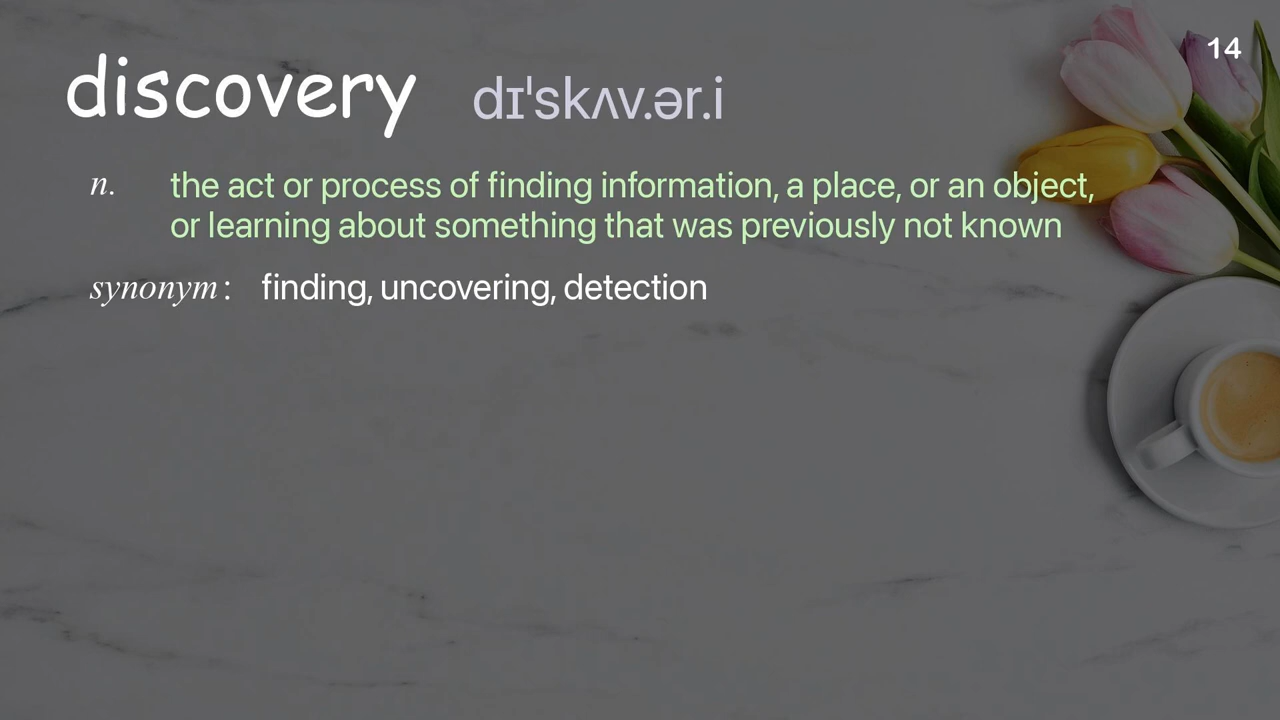 14
discovery dɪˈskʌv.ər.i
n. the act or process of finding information, a place, or an object,
or learning about something that was previously not known
synonym: finding, uncovering, detection